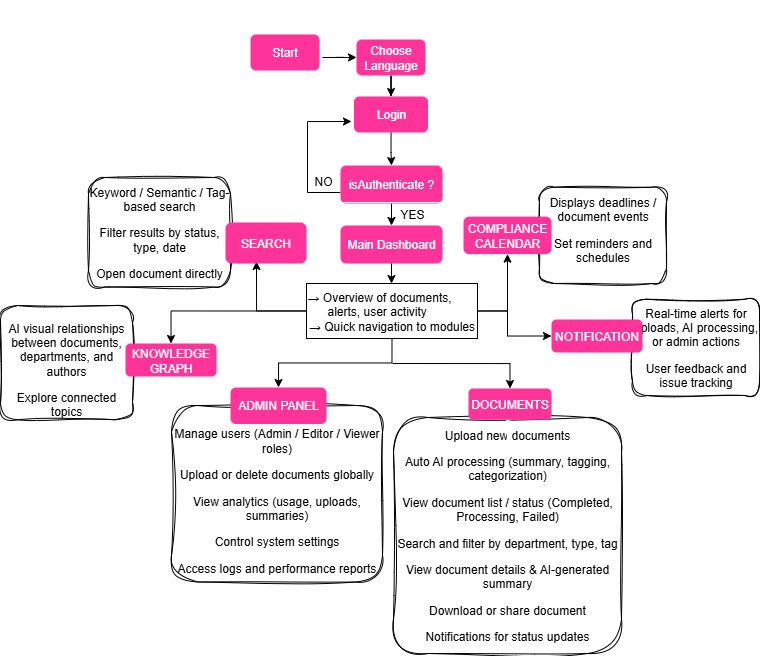 Start
Choose
Language
Login
NO
isAuthenticate ?
YES
Main Dashboard
→ Overview of documents,
alerts, user activity
→ Quick navigation to modules
Keyword / Semantic / Tag-
based search
Filter results by status,
type, date
Open document directly
SEARCH
COMPLIANCE
CALENDAR
Displays deadlines /
document events
Set reminders and
schedules
AI visual relationships
between documents,
departments, and
authors
Explore connected
topics
KNOWLEDGE
GRAPH
NOTIFICATION
Real-time alerts for
uploads, AI processing,
or admin actions
User feedback and
issue tracking
ADMIN PANEL
Manage users (Admin / Editor / Viewer
roles)
Upload or delete documents globally
View analytics (usage, uploads,
summaries)
Control system settings
Access logs and performance reports
DOCUMENTS
Upload new documents
Auto AI processing (summary, tagging,
categorization)
View document list / status (Completed,
Processing, Failed)
Search and filter by department, type, tag
View document details & AI-generated
summary
Download or share document
Notifications for status updates